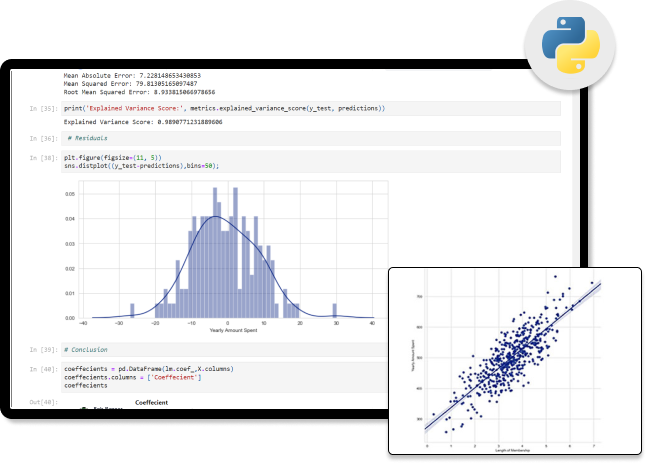 Mean Absolute Error: 7.228148653430853
Mean Squared Error: 79.81305165097487
Root Mean Squared Error: 8.933815066978656
In [35]: print('Explained Variance Score:', metrics.explained_variance_score(y_test, predictions))
Explained Variance Score: 0.9890771231889606
In [36]: # Residuals
In [38]: plt.figure(figsize=(11, 5))
sns.distplot((y_test-predictions),bins=50);
0.05
0.04
0.03
0.02
0.01
0.00
-40 -20 -10 0 10 20 30 40
Yearly Amount Spent
In [39]: # Conclusion
In [40]: coeffecients = pd.DataFrame(lm.coef_,X.columns)
coeffecients.columns = ['Coeffecient']
coeffecients
Out[40]: Coeffecient
Yearly Amount Spent
0 1 2 3 4 5 6 7
Length of Membership